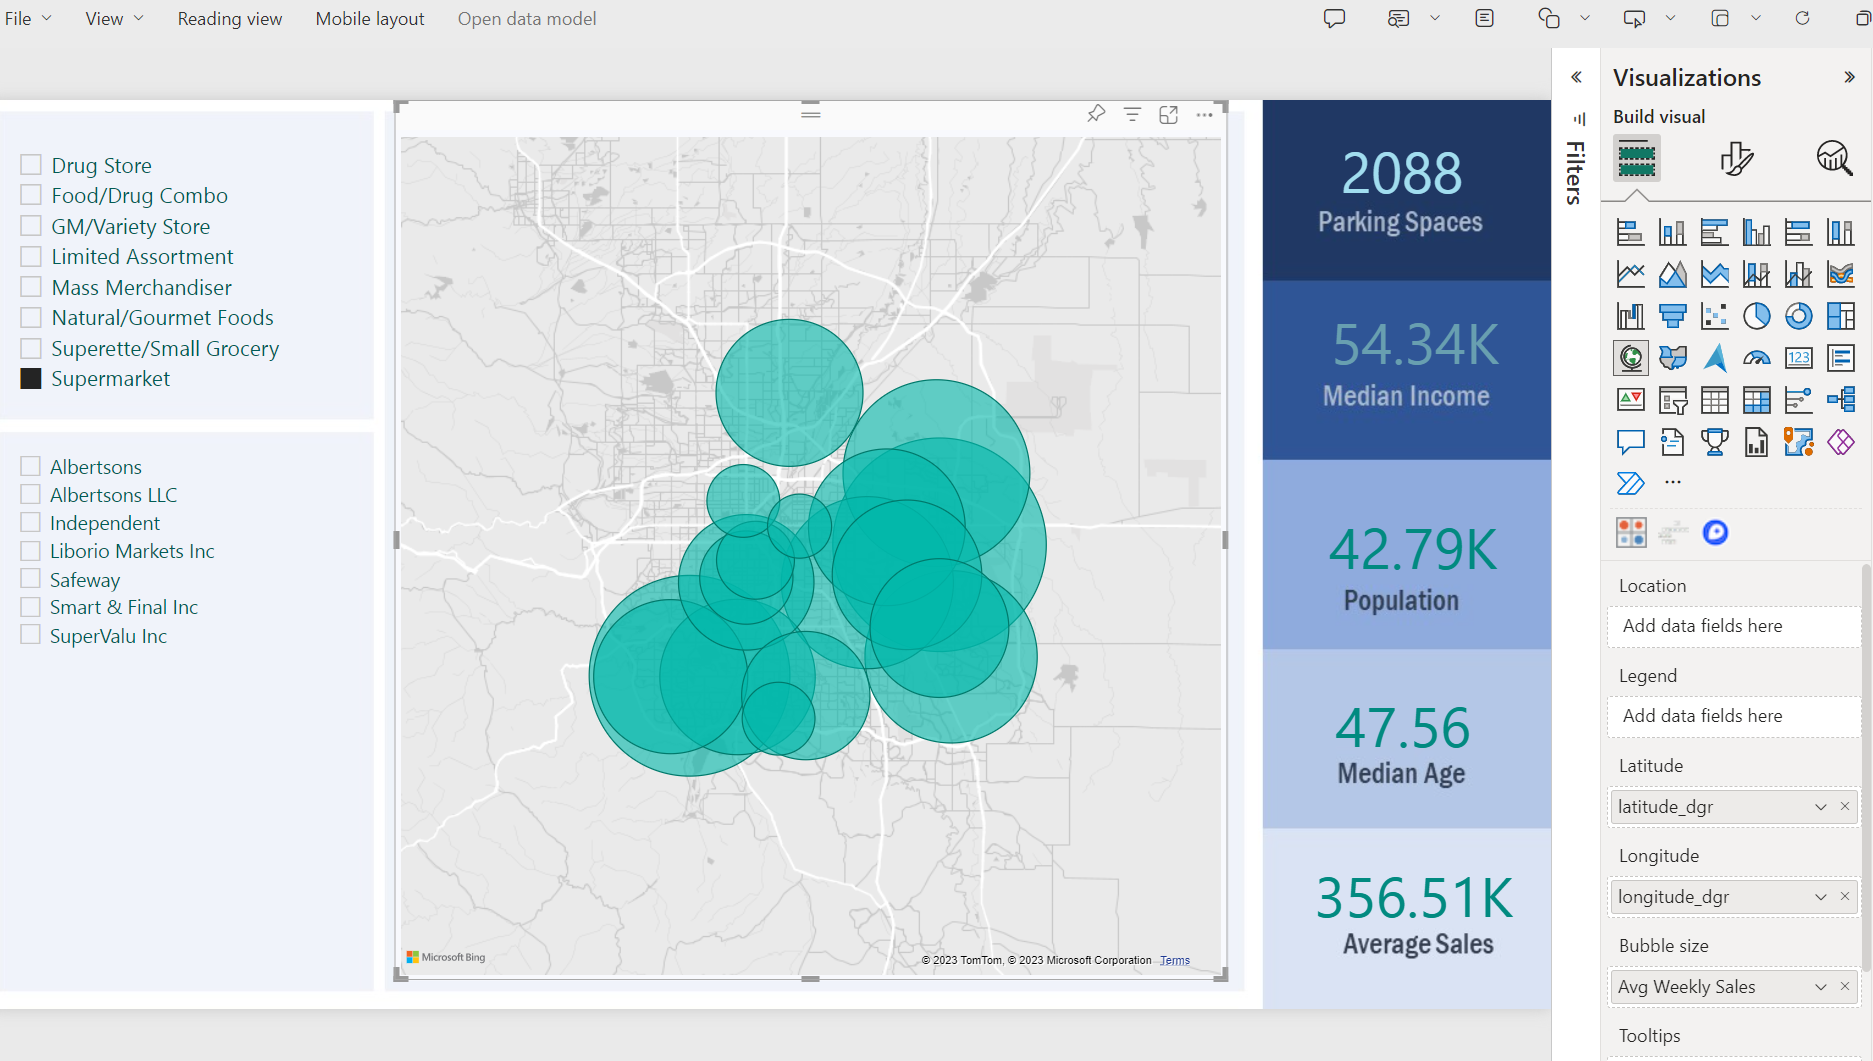 File View Reading view Mobile layout Open data model
Visualizations
Build visual
Filters
Drug Store
Food/Drug Combo
GM/Variety Store
Limited Assortment
Mass Merchandiser
Natural/Gourmet Foods
Superette/Small Grocery
Supermarket
Albertsons
Albertsons LLC
Independent
Liborio Markets Inc
Safeway
Smart & Final Inc
SuperValu Inc
Microsoft Bing
© 2023 TomTom, © 2023 Microsoft Corporation Terms
2088
Parking Spaces
54.34K
Median Income
42.79K
Population
47.56
Median Age
356.51K
Average Sales
123
Location
Add data fields here
Legend
Add data fields here
Latitude
latitude_dgr
Longitude
longitude_dgr
Bubble size
Avg Weekly Sales
Tooltips